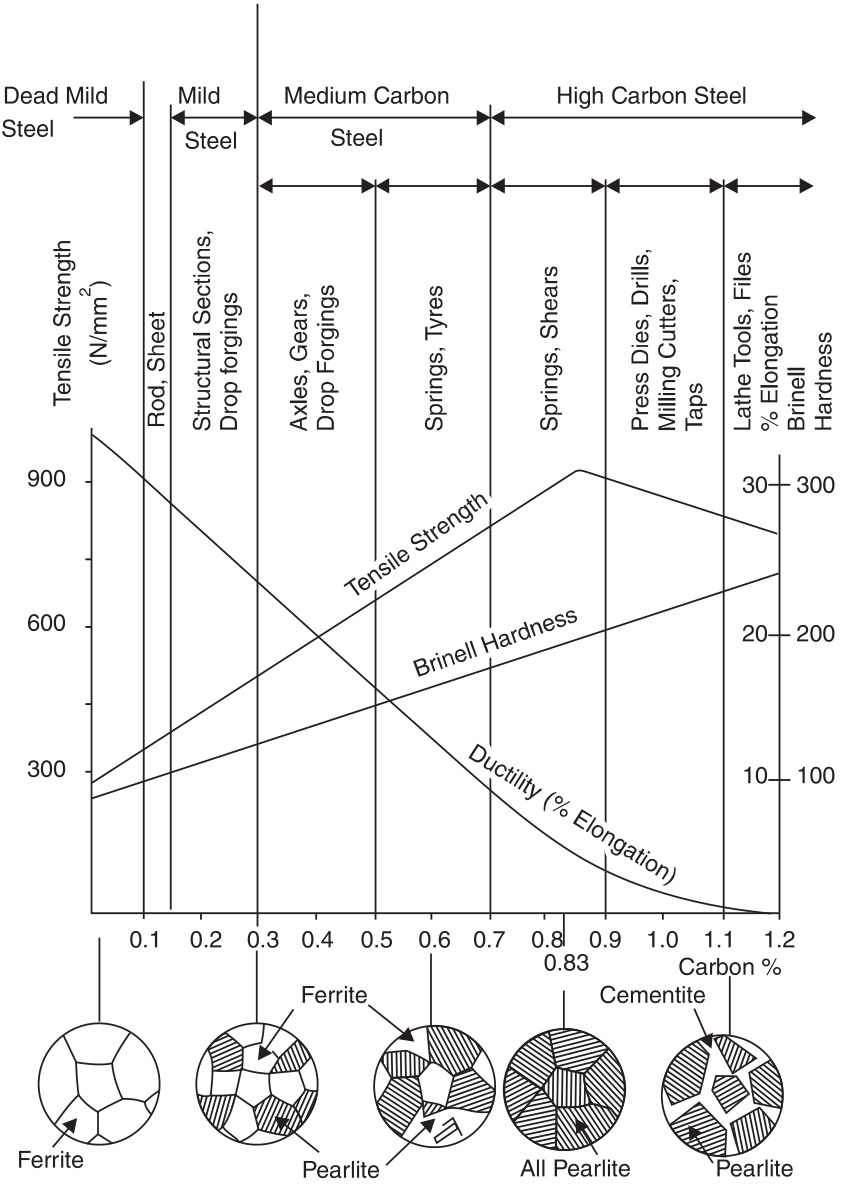 Dead Mild
Steel
Mild
Steel
Medium Carbon
Steel
High Carbon Steel
Tensile Strength
(N/mm²)
Rod, Sheet
Structural Sections,
Drop forgings
Axles, Gears,
Drop Forgings
Springs, Tyres
Springs, Shears
Press Dies, Drills,
Milling Cutters,
Taps
Lathe Tools, Files
% Elongation
Brinell
Hardness
900
600
300
30
20
10
300
200
100
Tensile Strength
Brinell Hardness
Ductility (% Elongation)
0.1 0.2 0.3 0.4 0.5 0.6 0.7 0.8 0.9 1.0 1.1 1.2
0.83
Carbon %
Ferrite
Cementite
Ferrite
Pearlite
All Pearlite
Pearlite